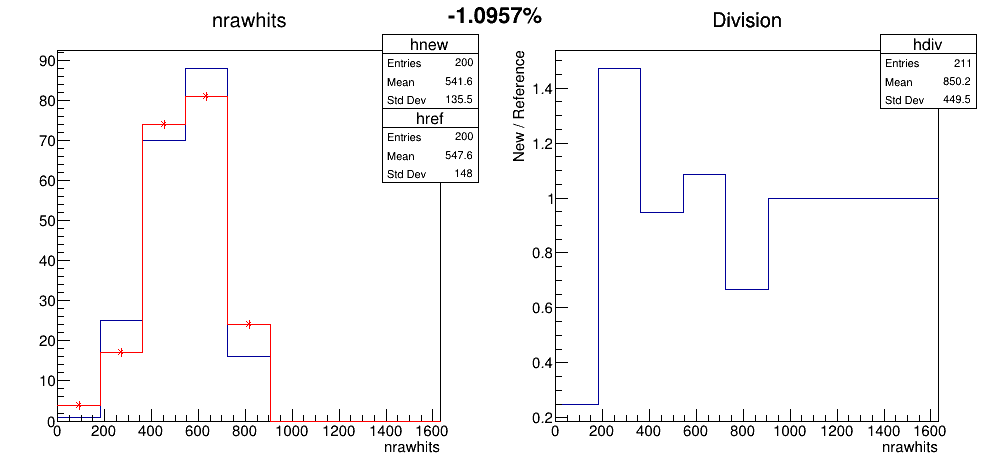 -1.0957%
nrawhits
hnew
Entries 200
Mean 541.6
Std Dev 135.5
href
Entries 200
Mean 547.6
Std Dev 148
90
80
70
60
50
40
30
20
10
0
0 200 400 600 800 1000 1200 1400 1600
nrawhits
Division
hdiv
Entries 211
Mean 850.2
Std Dev 449.5
New / Reference
1.4
1.2
1
0.8
0.6
0.4
0.2
0 200 400 600 800 1000 1200 1400 1600
nrawhits